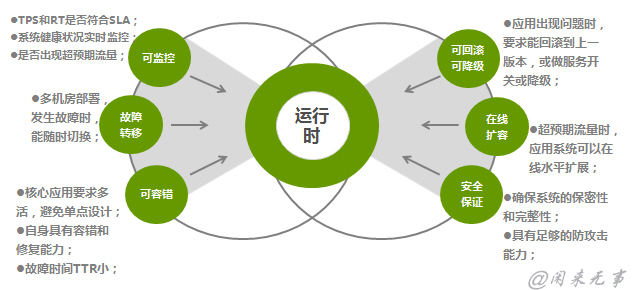 ●TPS和RT是否符合SLA；
●系统健康状况实时监控；
●是否出现超预期流量；
可监控
●多机房部署，
发生故障时，
能随时切换；
故障
转移
●核心应用要求多
活，避免单点设计；
●自身具有容错和
修复能力；
●故障时间TTR小；
可容错
运行
时
●应用出现问题时，
要求能回滚到上一
版本，或做服务开
关或降级；
可回滚
可降级
在线
扩容
●超预期流量时，
应用系统可以在
线水平扩展；
安全
保证
●确保系统的保密性
和完整性；
●具有足够的防攻击
能力；
@闲来无事